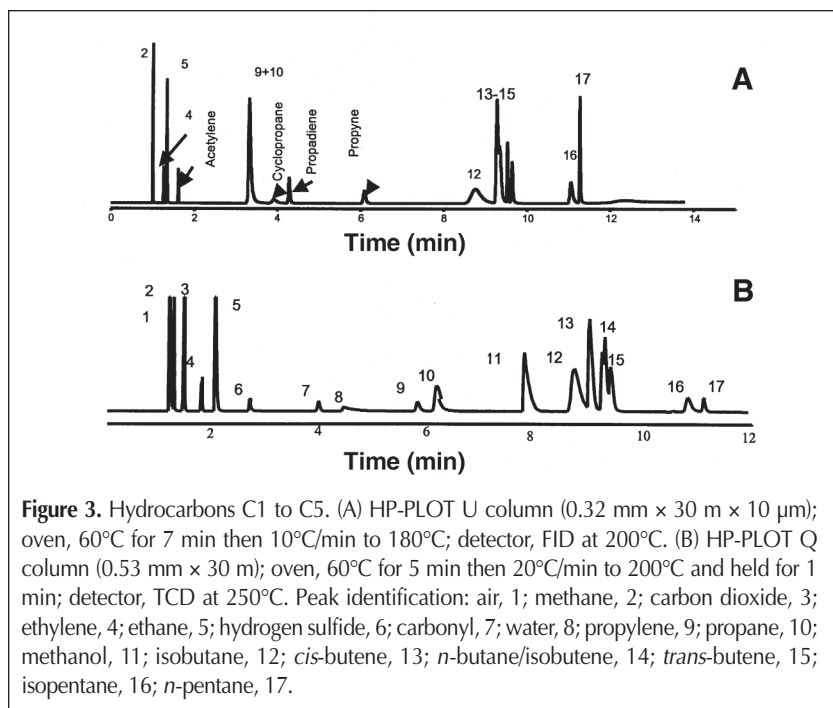 2
5
4
Acetylene
9+10
Cyclopropane
Propadiene
Propyne
12
13-15
16
17
A
0 2 4 6 8 10 12 14
Time (min)
B
2
1
3
4
5
6
7
8
9
10
11
12
13
14
15
16
17
2 4 6 8 10 12
Time (min)
Figure 3. Hydrocarbons C1 to C5. (A) HP-PLOT U column (0.32 mm × 30 m × 10 μm);
oven, 60°C for 7 min then 10°C/min to 180°C; detector, FID at 200°C. (B) HP-PLOT Q
column (0.53 mm × 30 m); oven, 60°C for 5 min then 20°C/min to 200°C and held for 1
min; detector, TCD at 250°C. Peak identification: air, 1; methane, 2; carbon dioxide, 3;
ethylene, 4; ethane, 5; hydrogen sulfide, 6; carbonyl, 7; water, 8; propylene, 9; propane, 10;
methanol, 11; isobutane, 12; cis-butene, 13; n-butane/isobutene, 14; trans-butene, 15;
isopentane, 16; n-pentane, 17.